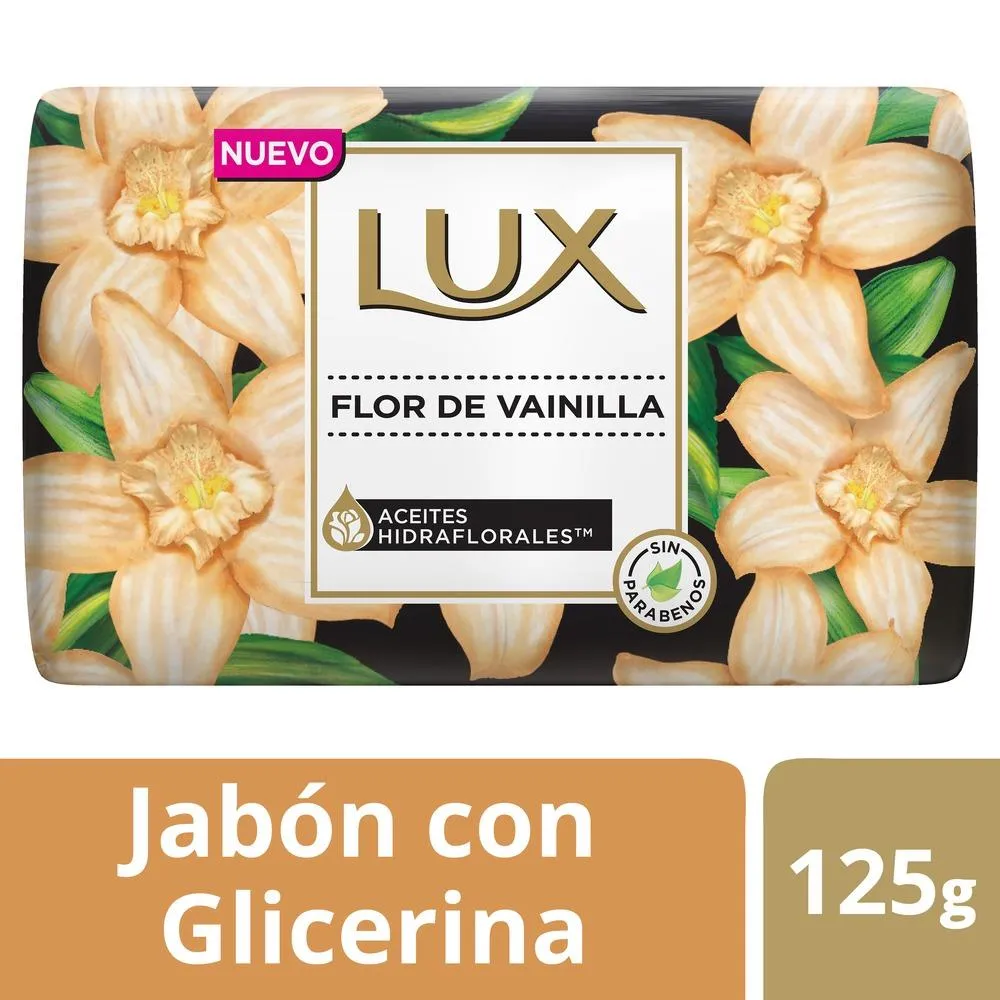 NUEVO
LUX
FLOR DE VAINILLA
ACEITES
HIDRAFLORALES™
SIN
PARABENOS
Jabón con
Glicerina
125g